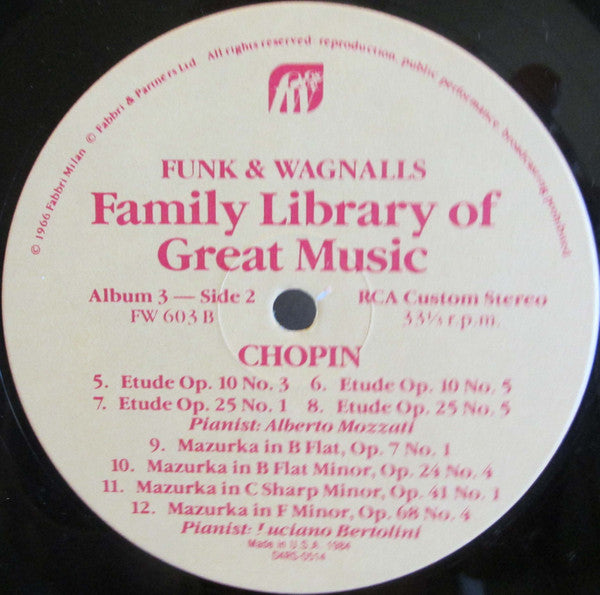 © 1966 Fabbri Milan © Fabbri & Partners Ltd All rights reserved reproduction, public performance, broadcasting prohibited.
FUNK & WAGNALLS
Family Library of
Great Music
Album 3 — Side 2 RCA Custom Stereo
FW 603 B 33⅓ r.p.m.
CHOPIN
5. Etude Op. 10 No. 3 6. Etude Op. 10 No. 5
7. Etude Op. 25 No. 1 8. Etude Op. 25 No. 5
Pianist: Alberto Mozzati
9. Mazurka in B Flat, Op. 7 No. 1
10. Mazurka in B Flat Minor, Op. 24 No. 4
11. Mazurka in C Sharp Minor, Op. 41 No. 1
12. Mazurka in F Minor, Op. 68 No. 4
Pianist: Luciano Bertolini
Made in U.S.A. 1984